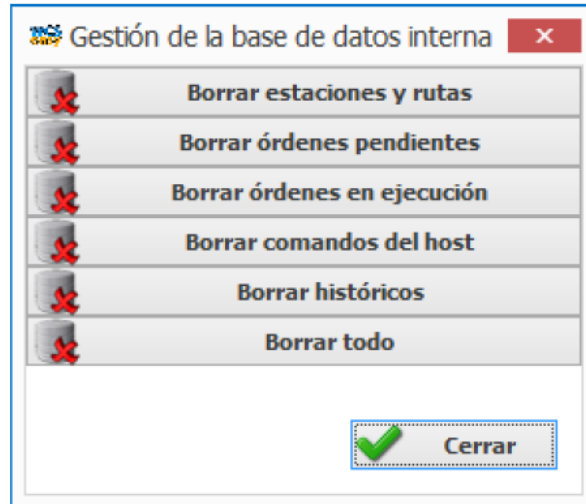 Gestión de la base de datos interna
Borrar estaciones y rutas
Borrar órdenes pendientes
Borrar órdenes en ejecución
Borrar comandos del host
Borrar históricos
Borrar todo
Cerrar